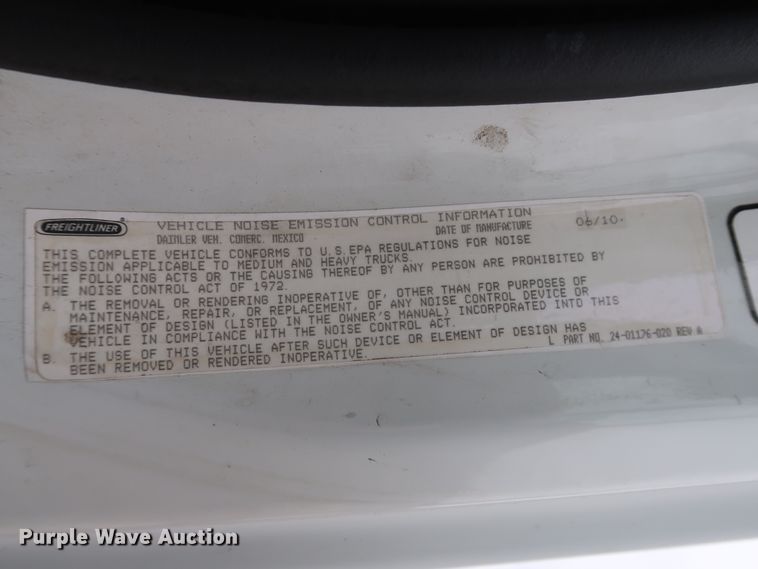 FREIGHTLINER
VEHICLE NOISE EMISSION CONTROL INFORMATION
DAIMLER VEH. COMERC. MEXICO DATE OF MANUFACTURE 06/10
THIS COMPLETE VEHICLE CONFORMS TO U.S.EPA REGULATIONS FOR NOISE
EMISSION APPLICABLE TO MEDIUM AND HEAVY TRUCKS.
THE FOLLOWING ACTS OR THE CAUSING THEREOF BY ANY PERSON ARE PROHIBITED BY
THE NOISE CONTROL ACT OF 1972.
A. THE REMOVAL OR RENDERING INOPERATIVE OF, OTHER THAN FOR PURPOSES OF
MAINTENANCE, REPAIR, OR REPLACEMENT, OF ANY NOISE CONTROL DEVICE OR
ELEMENT OF DESIGN (LISTED IN THE OWNER'S MANUAL) INCORPORATED INTO THIS
VEHICLE IN COMPLIANCE WITH THE NOISE CONTROL ACT.
B. THE USE OF THIS VEHICLE AFTER SUCH DEVICE OR ELEMENT OF DESIGN HAS
BEEN REMOVED OR RENDERED INOPERATIVE.
L PART NO. 24-01176-020 REV A
Purple Wave Auction